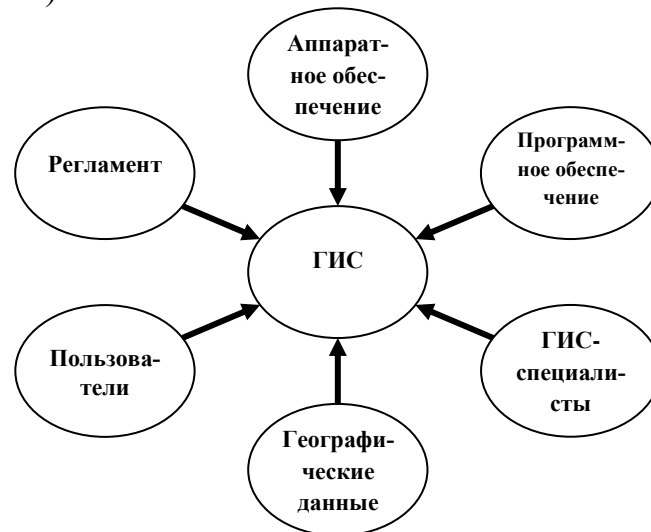 )
Аппарат-
ное обес-
печение
Регламент
Программ-
ное обеспе-
чение
ГИС
Пользова-
тели
ГИС-
специали-
сты
Географи-
ческие
данные